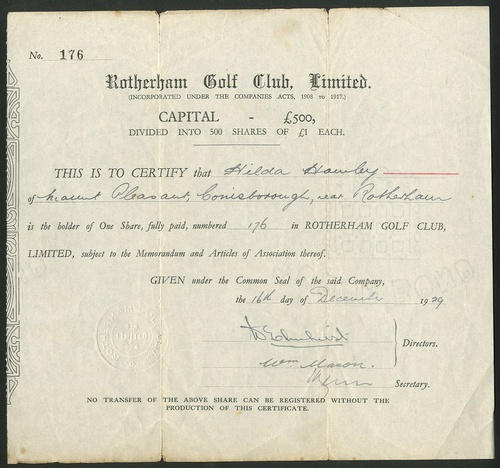 No. 176
Rotherham Golf Club, Limited.
(INCORPORATED UNDER THE COMPANIES ACTS, 1908 TO 1917.)
CAPITAL - £500,
DIVIDED INTO 500 SHARES OF £1 EACH.
THIS IS TO CERTIFY that Hilda Hawley
of Mount Pleasant, Conisborough, near Rotherham
is the holder of One Share, fully paid, numbered 176 in ROTHERHAM GOLF CLUB,
LIMITED, subject to the Memorandum and Articles of Association thereof.
GIVEN under the Common Seal of the said Company,
the 16th day of December 1929
Directors.
Wm Mason.
Secretary.
NO TRANSFER OF THE ABOVE SHARE CAN BE REGISTERED WITHOUT THE
PRODUCTION OF THIS CERTIFICATE.